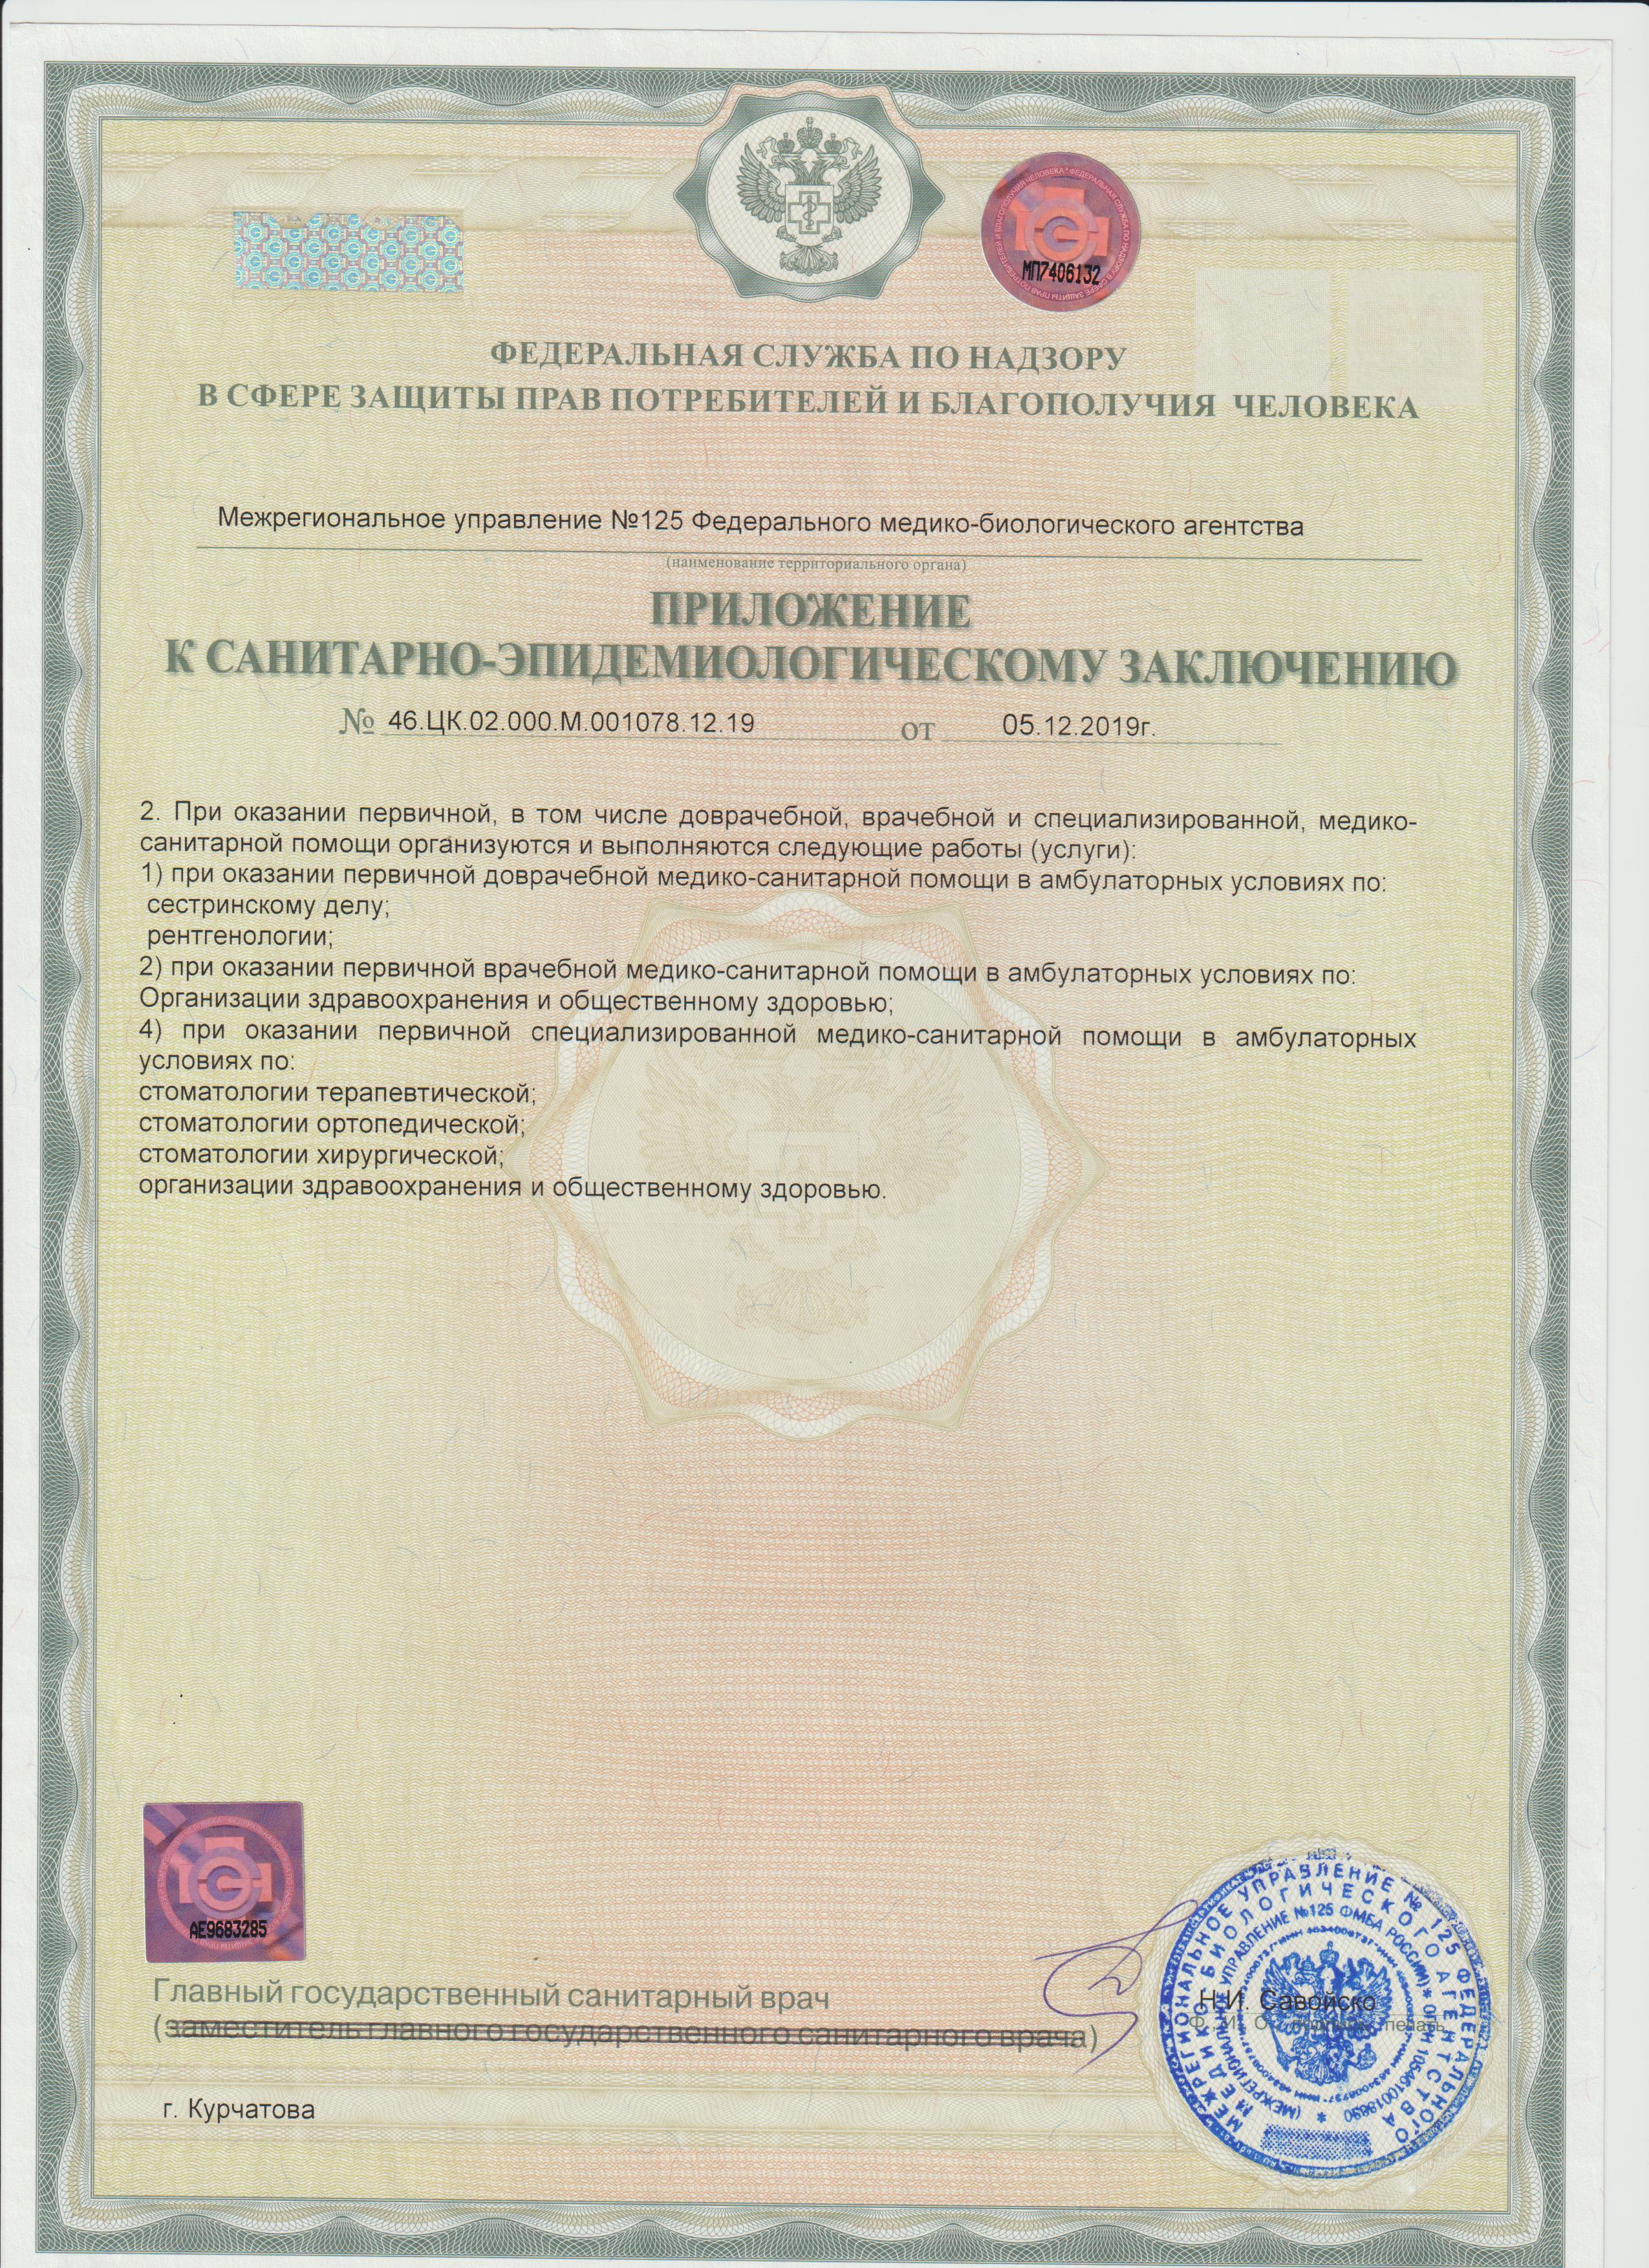 МП7406132
ФЕДЕРАЛЬНАЯ СЛУЖБА ПО НАДЗОРУ
В СФЕРЕ ЗАЩИТЫ ПРАВ ПОТРЕБИТЕЛЕЙ И БЛАГОПОЛУЧИЯ ЧЕЛОВЕКА
Межрегиональное управление №125 Федерального медико-биологического агентства
(наименование территориального органа)
ПРИЛОЖЕНИЕ
К САНИТАРНО-ЭПИДЕМИОЛОГИЧЕСКОМУ ЗАКЛЮЧЕНИЮ
№ 46.ЦК.02.000.М.001078.12.19 от 05.12.2019г.
2. При оказании первичной, в том числе доврачебной, врачебной и специализированной, медико-
санитарной помощи организуются и выполняются следующие работы (услуги):
1) при оказании первичной доврачебной медико-санитарной помощи в амбулаторных условиях по:
сестринскому делу;
рентгенологии;
2) при оказании первичной врачебной медико-санитарной помощи в амбулаторных условиях по:
Организации здравоохранения и общественному здоровью;
4) при оказании первичной специализированной медико-санитарной помощи в амбулаторных
условиях по:
стоматологии терапевтической;
стоматологии ортопедической;
стоматологии хирургической;
организации здравоохранения и общественному здоровью.
АЕ9683285
Главный государственный санитарный врач
(заместитель главного государственного санитарного врача)
Н.И. Савойско
г. Курчатова
МЕЖРЕГИОНАЛЬНОЕ УПРАВЛЕНИЕ № 125 ФЕДЕРАЛЬНОГО
МЕДИКО-БИОЛОГИЧЕСКОГО АГЕНТСТВА
(МЕЖРЕГИОНАЛЬНОЕ УПРАВЛЕНИЕ №125 ФМБА РОССИИ)